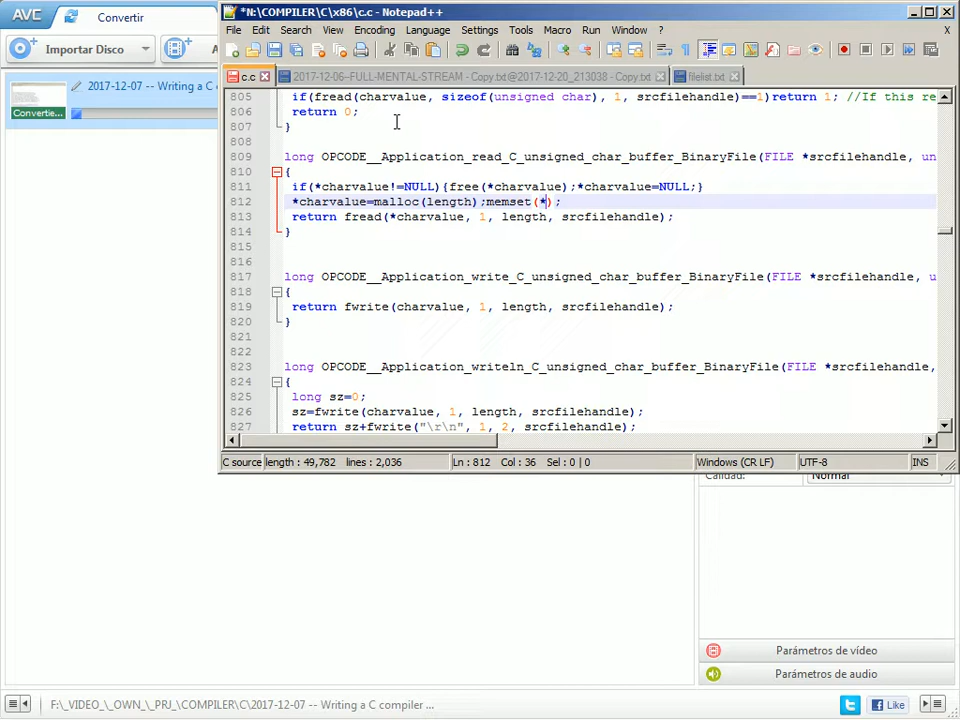 AVC
Convertir
Importar Disco
A
2017-12-07 -- Writing a C
Convertie...
*N:\COMPILER\C\x86\c.c - Notepad++
File Edit Search View Encoding Language Settings Tools Macro Run Window ? X
c.c 2017-12-06--FULL-MENTAL-STREAM - Copy.txt@2017-12-20_213038 - Copy.txt filelist.txt
805 if(fread(charvalue, sizeof(unsigned char), 1, srcfilehandle)==1)return 1; //If this re
806 return 0;
807 }
808
809 long OPCODE__Application_read_C_unsigned_char_buffer_BinaryFile(FILE *srcfilehandle, un
810 {
811 if(*charvalue!=NULL){free(*charvalue);*charvalue=NULL;}
812 *charvalue=malloc(length);memset(*);
813 return fread(*charvalue, 1, length, srcfilehandle);
814 }
815
816
817 long OPCODE__Application_write_C_unsigned_char_buffer_BinaryFile(FILE *srcfilehandle, u
818 {
819 return fwrite(charvalue, 1, length, srcfilehandle);
820 }
821
822
823 long OPCODE__Application_writeln_C_unsigned_char_buffer_BinaryFile(FILE *srcfilehandle,
824 {
825 long sz=0;
826 sz=fwrite(charvalue, 1, length, srcfilehandle);
827 return sz+fwrite("\r\n", 1, 2, srcfilehandle);
C source length : 49,782 lines : 2,036 Ln : 812 Col : 36 Sel : 0 | 0 Windows (CR LF) UTF-8 INS
Calidad: Normal
Parámetros de vídeo
Parámetros de audio
F:\_VIDEO_\_OWN_\_PRJ_\COMPILER\C\2017-12-07 -- Writing a C compiler ... Like